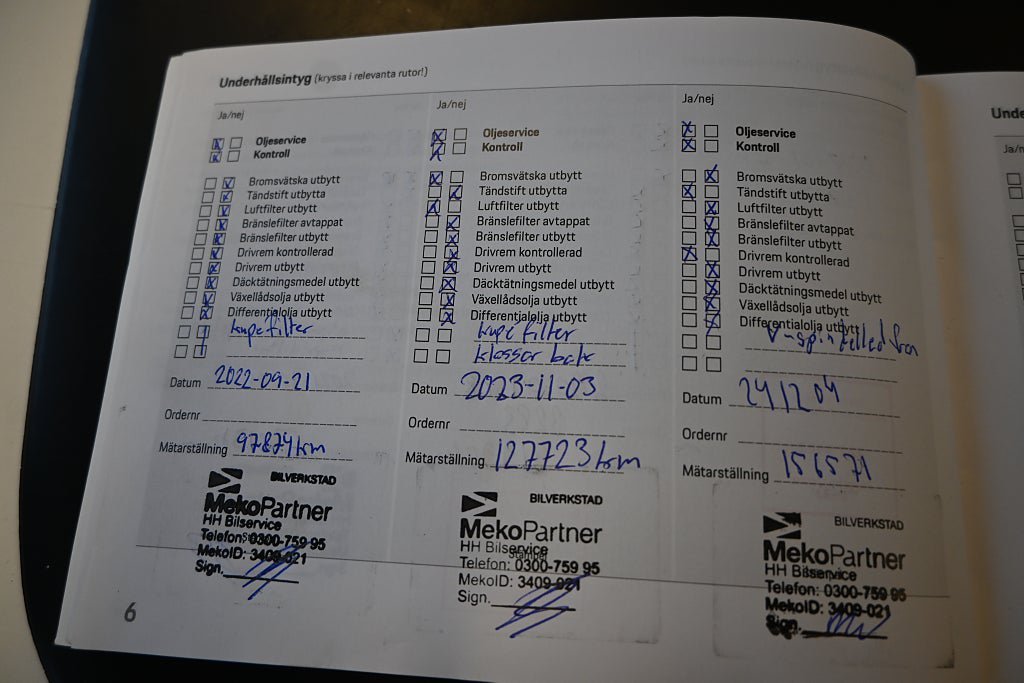 Underhållsintyg (kryssa i relevanta rutor!)
Ja/nej
Oljeservice
Kontroll
Bromsvätska utbytt
Tändstift utbytta
Luftfilter utbytt
Bränslefilter avtappat
Bränslefilter utbytt
Drivrem kontrollerad
Drivrem utbytt
Däcktätningsmedel utbytt
Växellådsolja utbytt
Differentialolja utbytt
kupefilter
Datum 2022-09-21
Ordernr
Mätarställning 97874km
BILVERKSTAD
MekoPartner
HH Bilservice
Telefon: 0300-759 95
MekoID: 3409-021
Sign.
6
Ja/nej
Oljeservice
Kontroll
Bromsvätska utbytt
Tändstift utbytta
Luftfilter utbytt
Bränslefilter avtappat
Bränslefilter utbytt
Drivrem kontrollerad
Drivrem utbytt
Däcktätningsmedel utbytt
Växellådsolja utbytt
Differentialolja utbytt
kupe filter
klossar bak
Datum 2023-11-03
Ordernr
Mätarställning 127723km
BILVERKSTAD
MekoPartner
HH Bilservice
Stämpel
Telefon: 0300-759 95
MekoID: 3409-021
Sign.
Ja/nej
Oljeservice
Kontroll
Bromsvätska utbytt
Tändstift utbytta
Luftfilter utbytt
Bränslefilter avtappat
Bränslefilter utbytt
Drivrem kontrollerad
Drivrem utbytt
Däcktätningsmedel utbytt
Växellådsolja utbytt
Differentialolja utbytt
Datum 241204
Ordernr
Mätarställning 156571
BILVERKSTAD
MekoPartner
HH Bilservice
Telefon: 0300-759 95
MekoID: 3409-021
Sign.
Unde
Ja/n